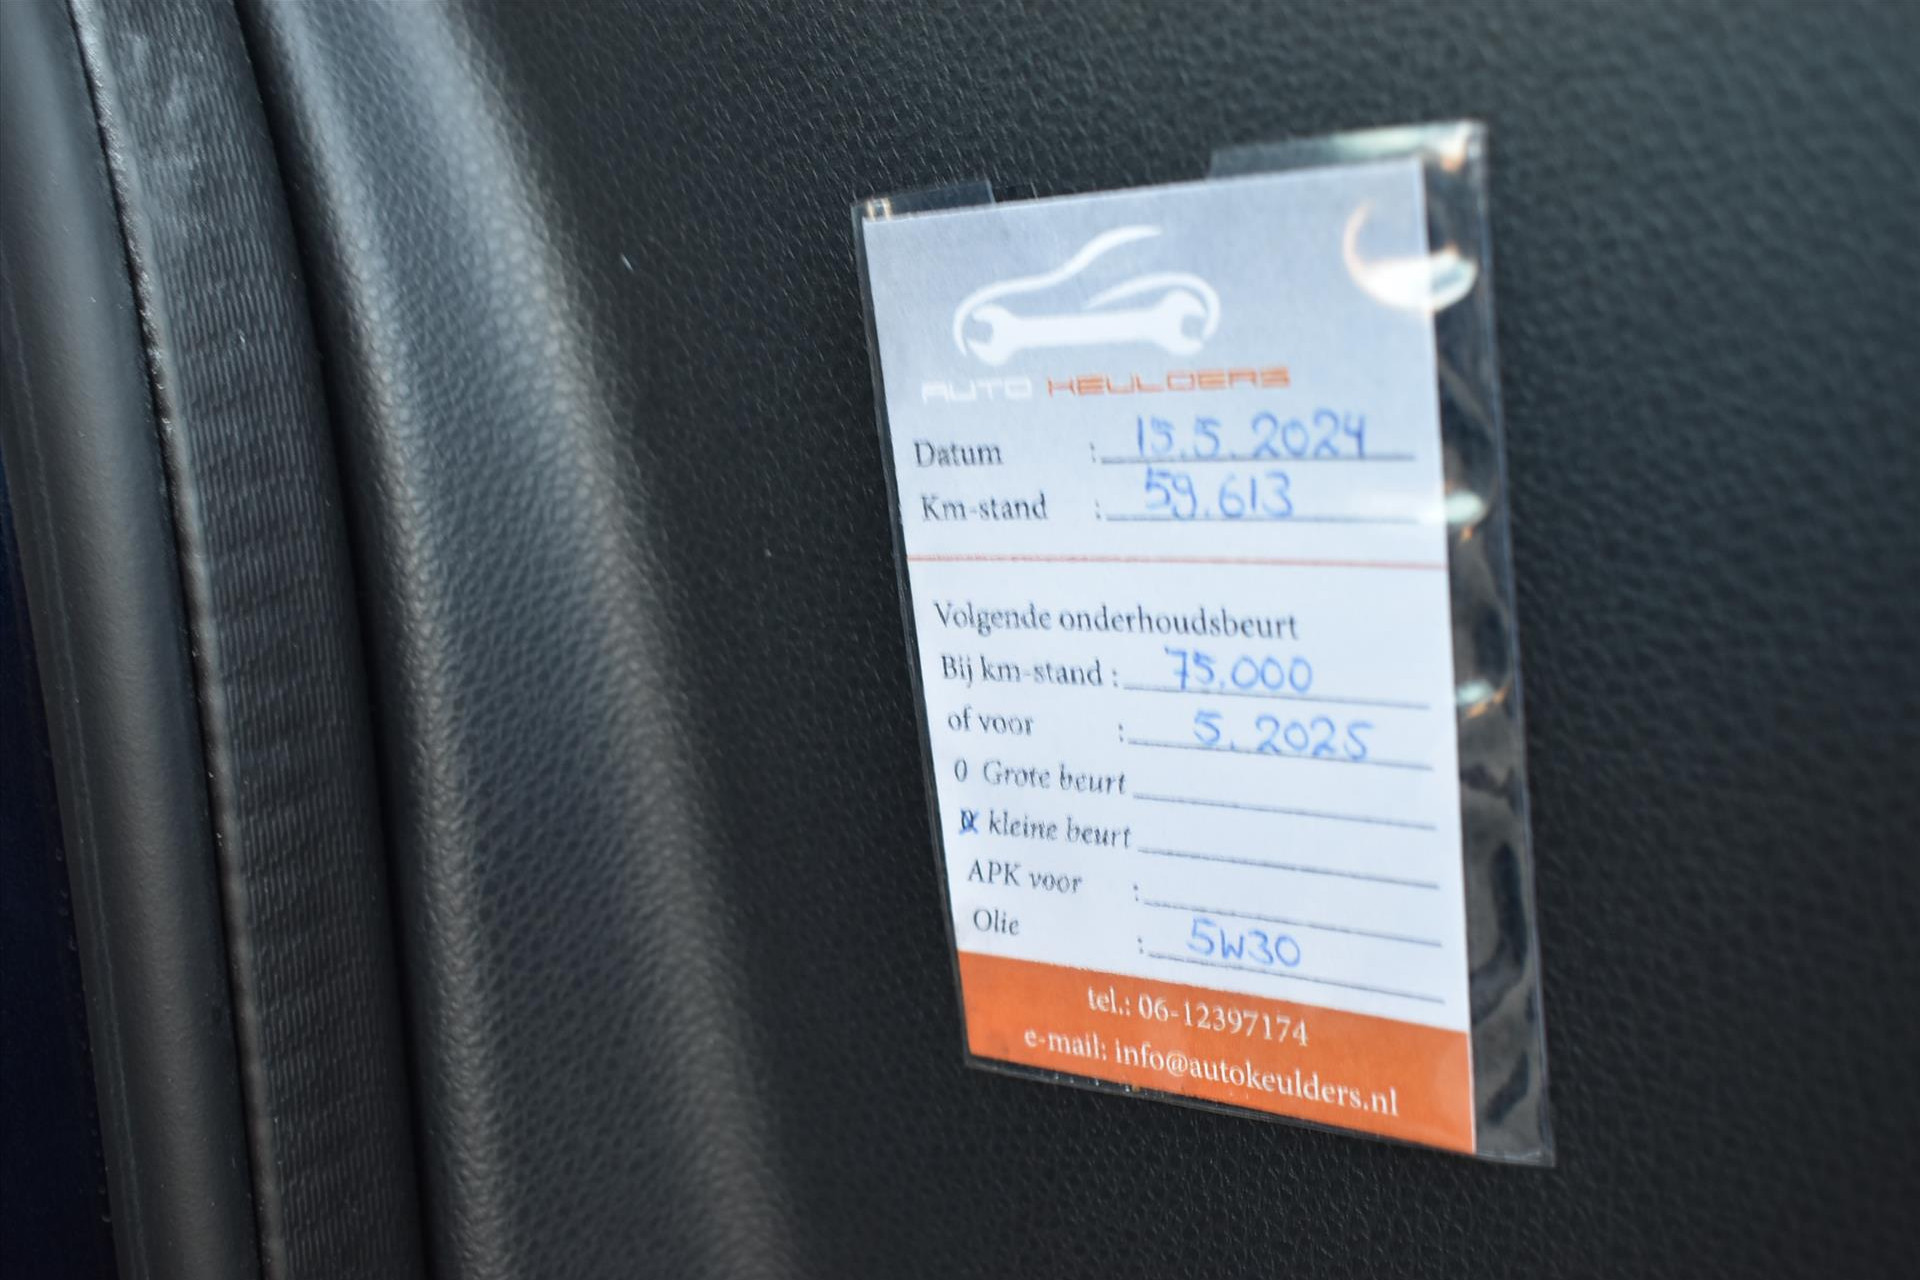 AUTO KEULDERS
Datum : 15.5.2024
Km-stand : 59.613
Volgende onderhoudsbeurt
Bij km-stand : 75.000
of voor : 5.2025
0 Grote beurt
0 kleine beurt
APK voor :
Olie : 5W30
tel.: 06-12397174
e-mail: info@autokeulders.nl